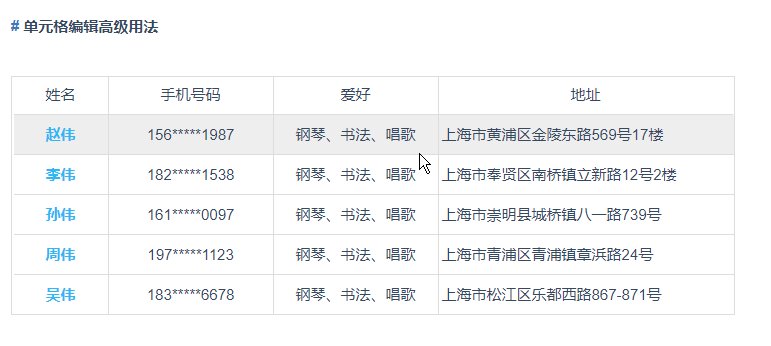 # 单元格编辑高级用法
姓名 手机号码 爱好 地址
赵伟 156*****1987 钢琴、书法、唱歌 上海市黄浦区金陵东路569号17楼
李伟 182*****1538 钢琴、书法、唱歌 上海市奉贤区南桥镇立新路12号2楼
孙伟 161*****0097 钢琴、书法、唱歌 上海市崇明县城桥镇八一路739号
周伟 197*****1123 钢琴、书法、唱歌 上海市青浦区青浦镇章浜路24号
吴伟 183*****6678 钢琴、书法、唱歌 上海市松江区乐都西路867-871号